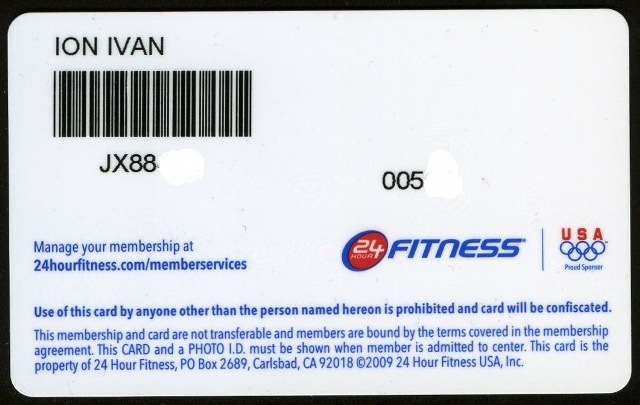 ION IVAN
JX88
005
Manage your membership at
24hourfitness.com/memberservices
24
HOUR
FITNESS
USA
Proud Sponsor
Use of this card by anyone other than the person named hereon is prohibited and card will be confiscated.
This membership and card are not transferable and members are bound by the terms covered in the membership
agreement. This CARD and a PHOTO I.D. must be shown when member is admitted to center. This card is the
property of 24 Hour Fitness, PO Box 2689, Carlsbad, CA 92018 ©2009 24 Hour Fitness USA, Inc.